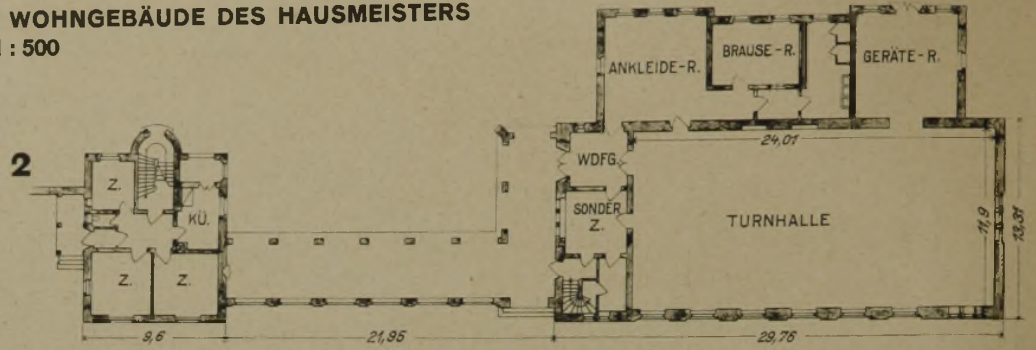 WOHNGEBÄUDE DES HAUSMEISTERS
: 500
2
ANKLEIDE-R.
BRAUSE-R.
GERÄTE-R.
24,01
WDFG.
Z.
KÜ.
SONDER
Z.
TURNHALLE
11,9
13,31
Z.
Z.
9,6
21,95
29,76